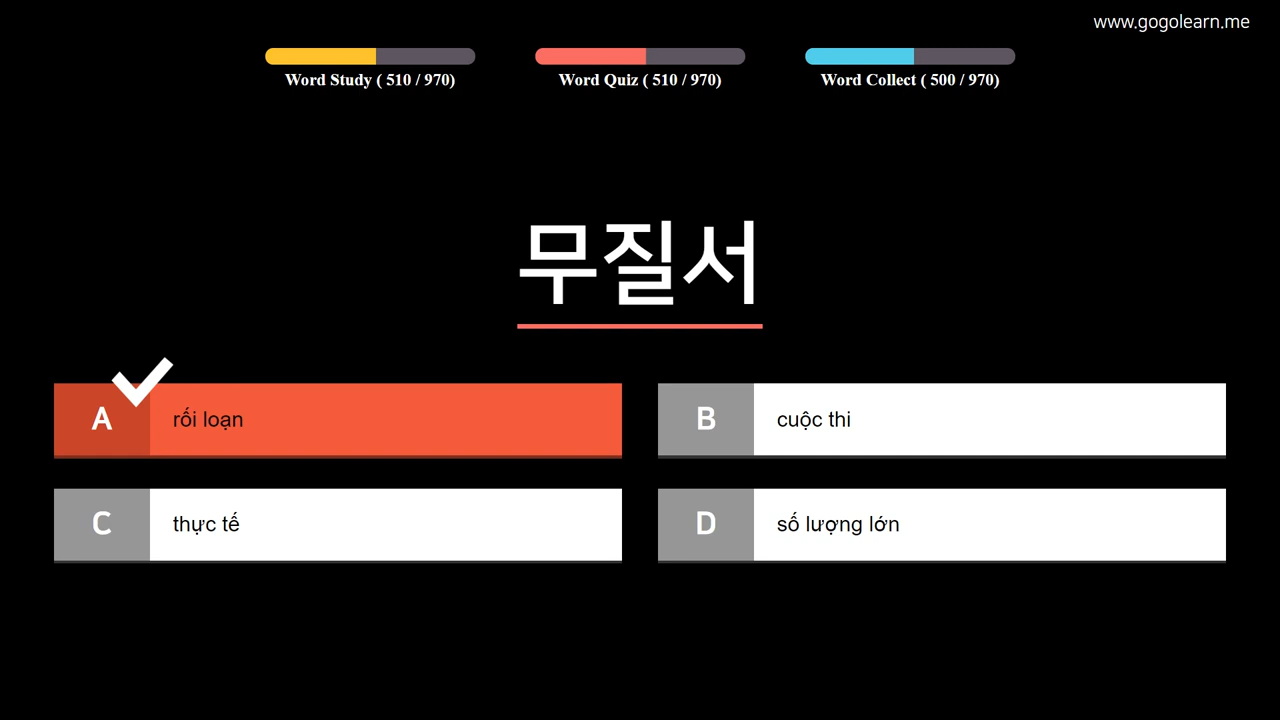 www.gogolearn.me
Word Study ( 510 / 970)
Word Quiz ( 510 / 970)
Word Collect ( 500 / 970)
무질서
A rối loạn
B cuộc thi
C thực tế
D số lượng lớn